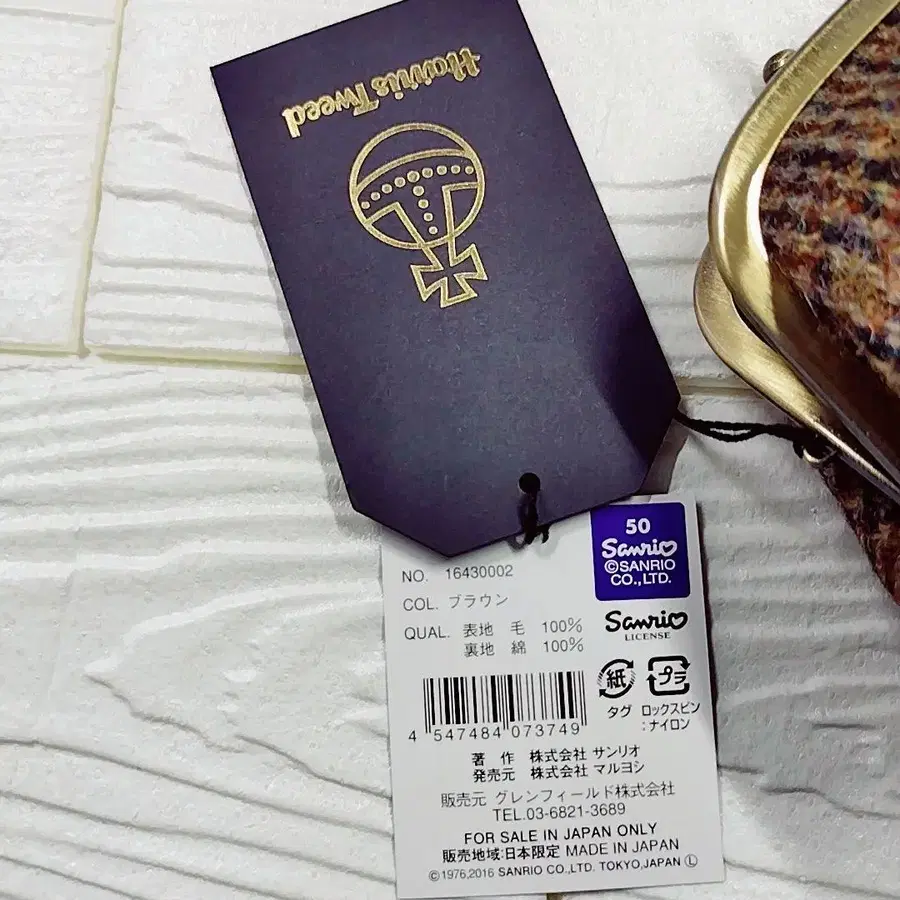 Harris Tweed
50
Sanrio
©SANRIO
CO.,LTD.
NO. 16430002
COL. ブラウン
QUAL. 表地 毛 100%
裏地 綿 100%
Sanrio
LICENSE
紙
プラ
タグ
ロックスピン
:ナイロン
4 547484 073749
著 作 株式会社 サンリオ
発売元 株式会社 マルヨシ
販売元 グレンフィールド株式会社
TEL.03-6821-3689
FOR SALE IN JAPAN ONLY
販売地域:日本限定 MADE IN JAPAN
©1976,2016 SANRIO CO.,LTD. TOKYO,JAPAN Ⓛ